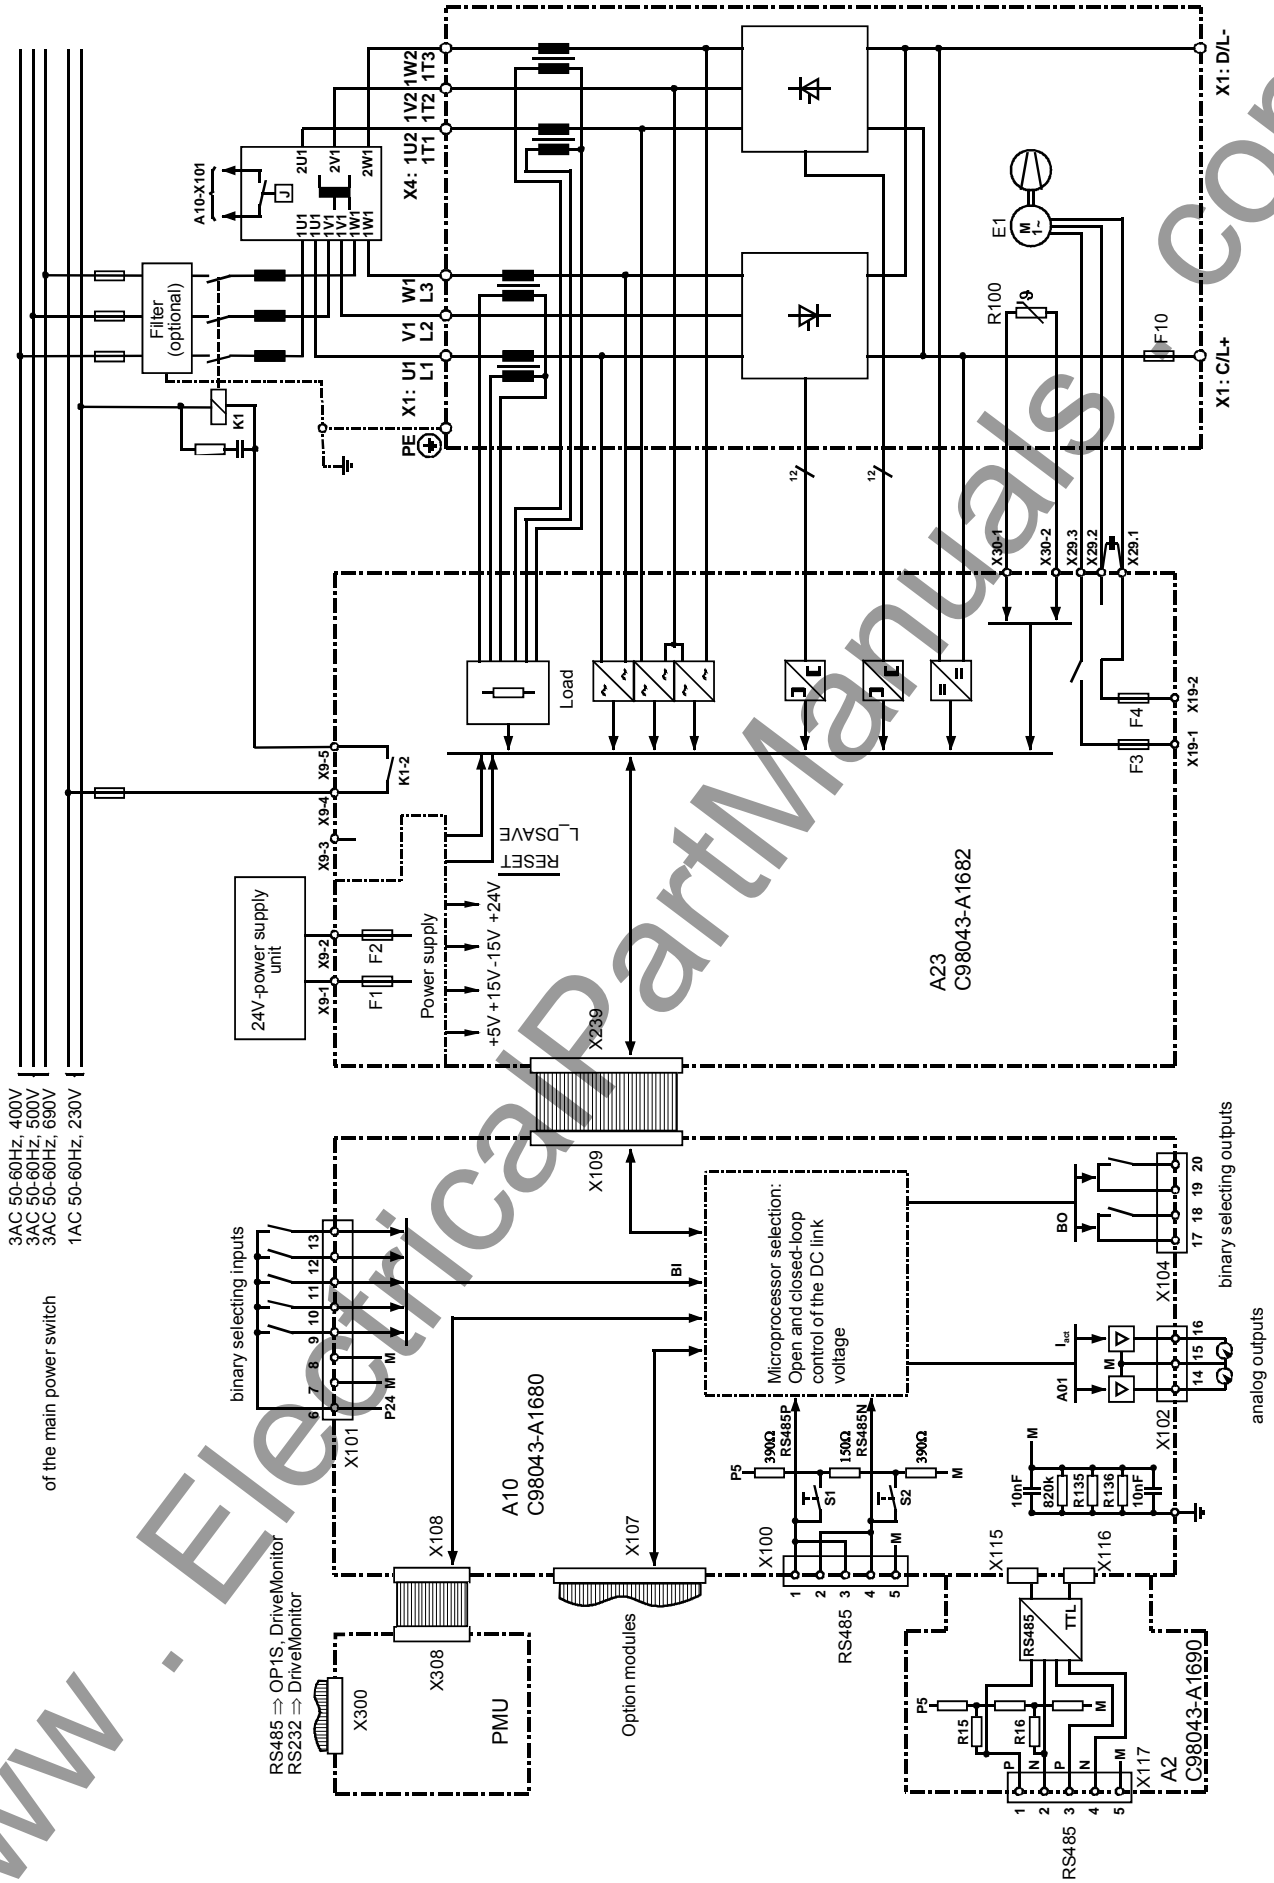 3AC 50-60Hz, 400V
3AC 50-60Hz, 500V
3AC 50-60Hz, 690V
1AC 50-60Hz, 230V
of the main power switch
A10-X101
J
2U1
2V1
2W1
1U1
1U1
1V1
1V1
1W1
1W1
Filter
(optional)
K1
PE
X1: U1 V1 W1
L1 L2 L3
X4: 1U2 1V2 1W2
1T1 1T2 1T3
X1: D/L-
X1: C/L+
E1
M
1~
R100
ϑ
F10
12
12
X30-1
X30-2
X29.3
X29.2
X29.1
Load
X9-5
X9-4
X9-3
X9-2
X9-1
K1-2
24V-power supply
unit
F2
F1
Power supply
L_DSAVE
RESET
+5V +15V -15V +24V
F4
F3
X19-2
X19-1
A23
C98043-A1682
X239
X109
binary selecting inputs
6 7 8 9 10 11 12 13
X101
P24 M M
BI
Microprocessor selection:
Open and closed-loop
control of the DC link
voltage
A10
C98043-A1680
BO
17 18 19 20
X104
binary selecting outputs
A01
M
Iact
14 15 16
X102
analog outputs
P5
390Ω
RS485P
150Ω
RS485N
390Ω
M
S1
S2
M
X100
1
2
3
4
5
RS485
M
10nF
820k
R135
R136
10nF
X108
X107
X308
X300
PMU
Option modules
RS485 ⇒ OP1S, DriveMonitor
RS232 ⇒ DriveMonitor
X115
X116
RS485
TTL
P5
R15
R16
M
P
N
P
N
M
1
2
3
4
5
X117
RS485
A2
C98043-A1690
www . ElectricalPartManuals . com